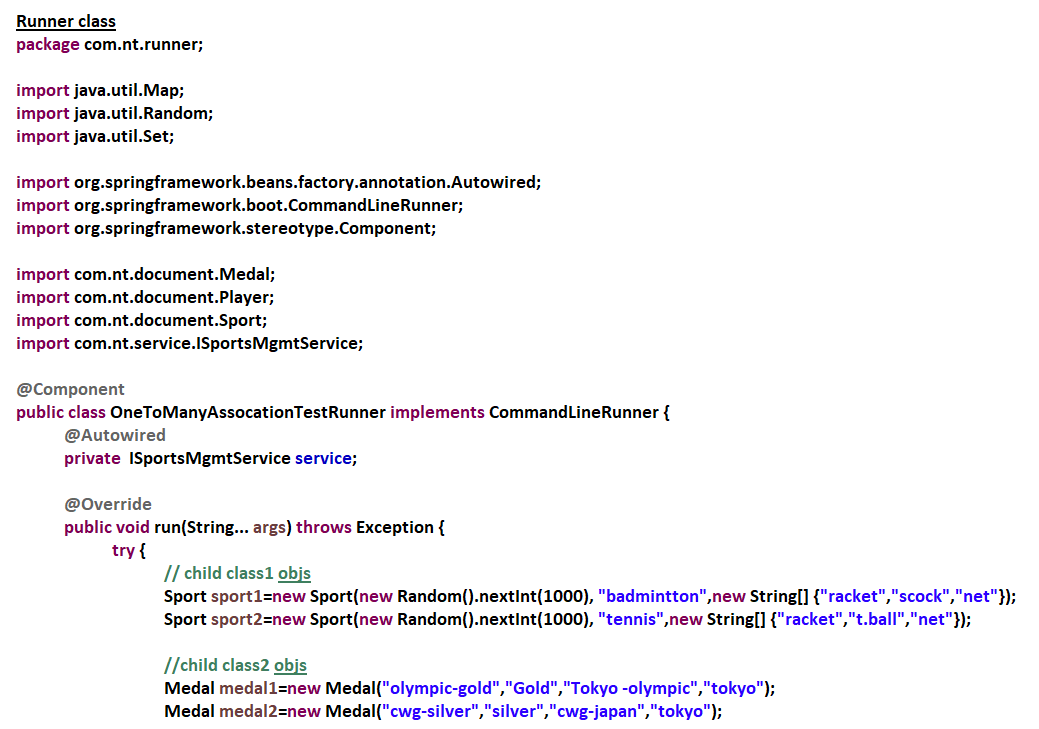 Runner class
package com.nt.runner;
import java.util.Map;
import java.util.Random;
import java.util.Set;
import org.springframework.beans.factory.annotation.Autowired;
import org.springframework.boot.CommandLineRunner;
import org.springframework.stereotype.Component;
import com.nt.document.Medal;
import com.nt.document.Player;
import com.nt.document.Sport;
import com.nt.service.ISportsMgmtService;
@Component
public class OneToManyAssocationTestRunner implements CommandLineRunner {
@Autowired
private  ISportsMgmtService service;
@Override
public void run(String... args) throws Exception {
try {
// child class1 objs
Sport sport1=new Sport(new Random().nextInt(1000), "badmintton",new String[] {"racket","scock","net"});
Sport sport2=new Sport(new Random().nextInt(1000), "tennis",new String[] {"racket","t.ball","net"});
//child class2 objs
Medal medal1=new Medal("olympic-gold","Gold","Tokyo -olympic","tokyo");
Medal medal2=new Medal("cwg-silver","silver","cwg-japan","tokyo");